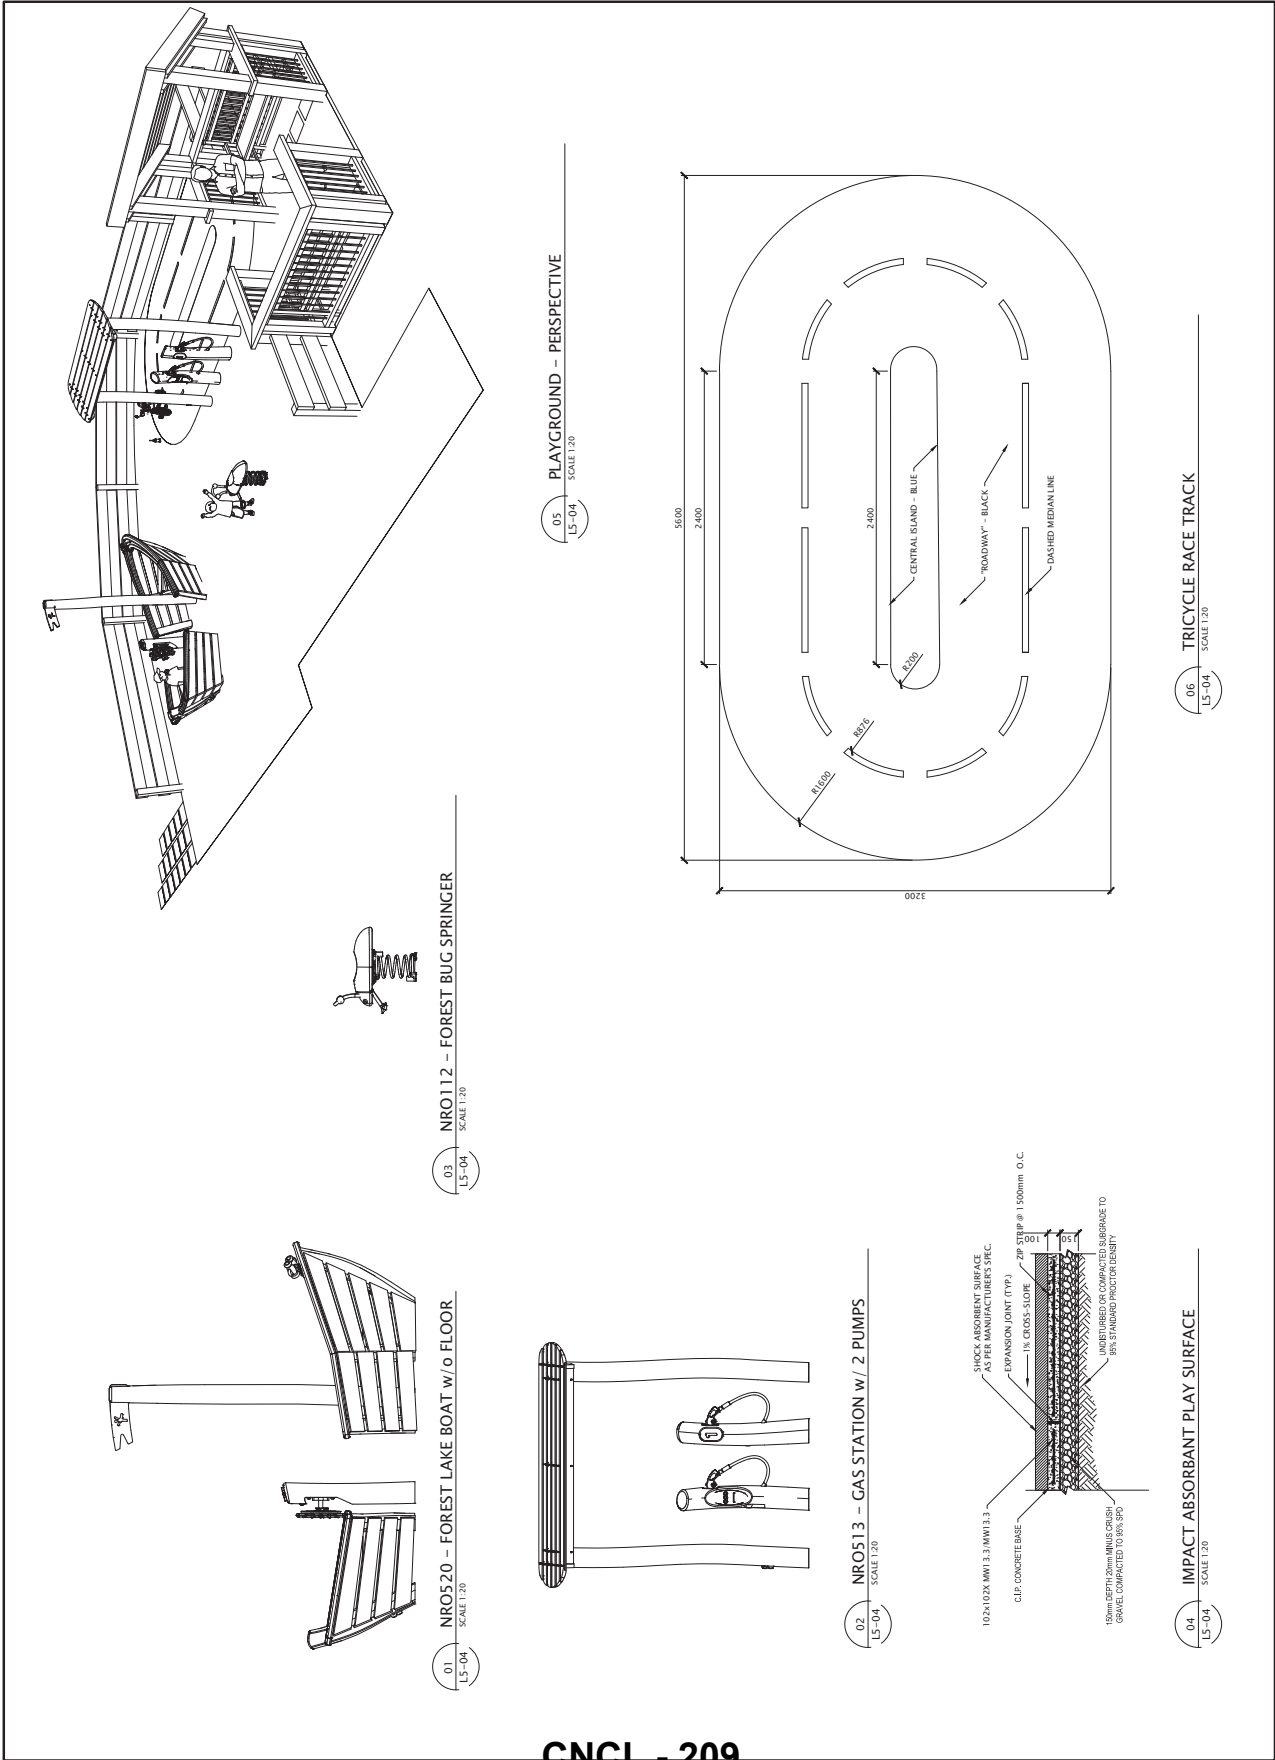 01
L5-04
NRO520 – FOREST LAKE BOAT w/o FLOOR
SCALE 1:20
03
L5-04
NRO112 – FOREST BUG SPRINGER
SCALE 1:20
05
L5-04
PLAYGROUND – PERSPECTIVE
SCALE 1:20
02
L5-04
NRO513 – GAS STATION w/ 2 PUMPS
SCALE 1:20
1
SHOCK ABSORBENT SURFACE
AS PER MANUFACTURER'S SPEC.
EXPANSION JOINT (TYP.)
1% CROSS-SLOPE
ZIP STRIP @ 1500mm O.C.
102x102X MW13.3/MW13.3
C.I.P. CONCRETE BASE
150mm DEPTH 20mm MINUS CRUSH
GRAVEL COMPACTED TO 95% SPD
UNDISTURBED OR COMPACTED SUBGRADE TO
95% STANDARD PROCTOR DENSITY
100
150
04
L5-04
IMPACT ABSORBANT PLAY SURFACE
SCALE 1:20
5600
2400
2400
3200
R1600
R876
R200
CENTRAL ISLAND - BLUE
"ROADWAY" - BLACK
DASHED MEDIAN LINE
06
L5-04
TRICYCLE RACE TRACK
SCALE 1:20
CNCL - 209